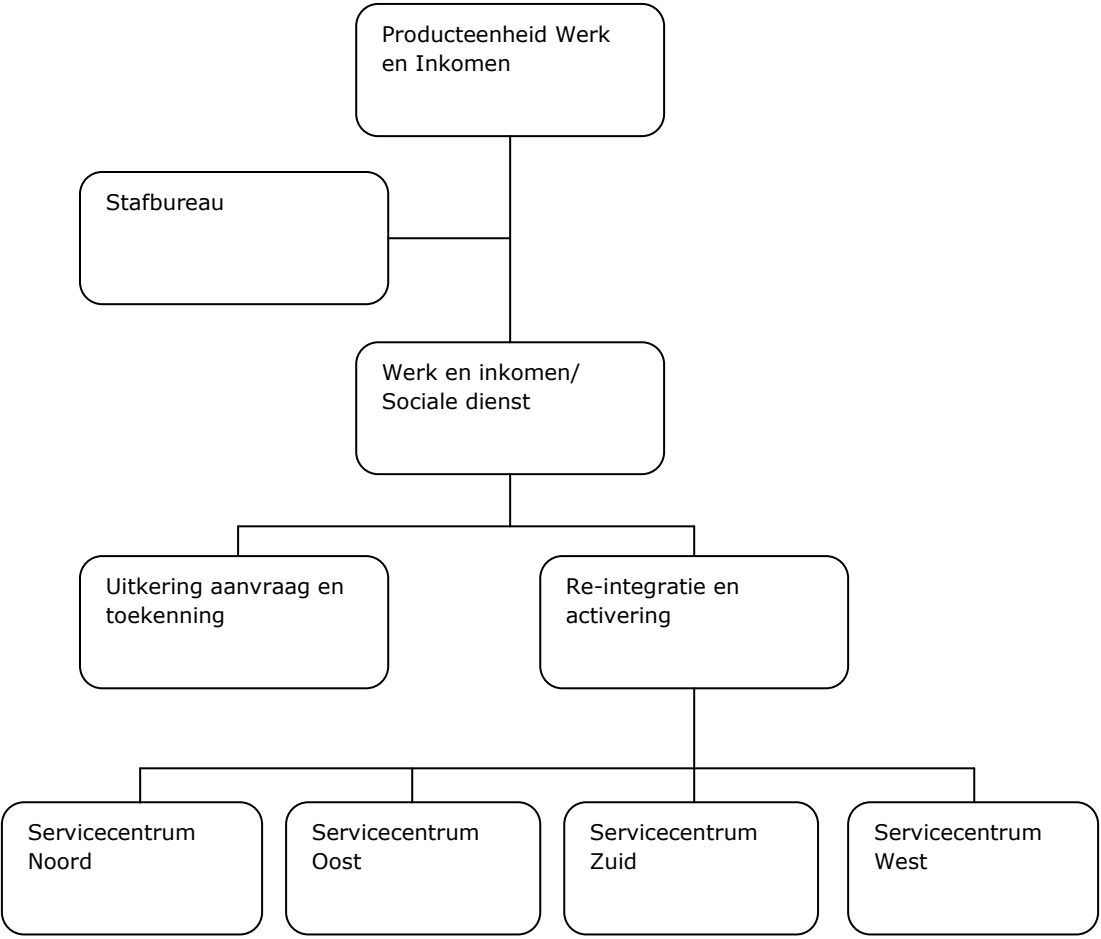 Producteenheid Werk
en Inkomen
Stafbureau
Werk en inkomen/
Sociale dienst
Uitkering aanvraag en
toekenning
Re-integratie en
activering
Servicecentrum
Noord
Servicecentrum
Oost
Servicecentrum
Zuid
Servicecentrum
West